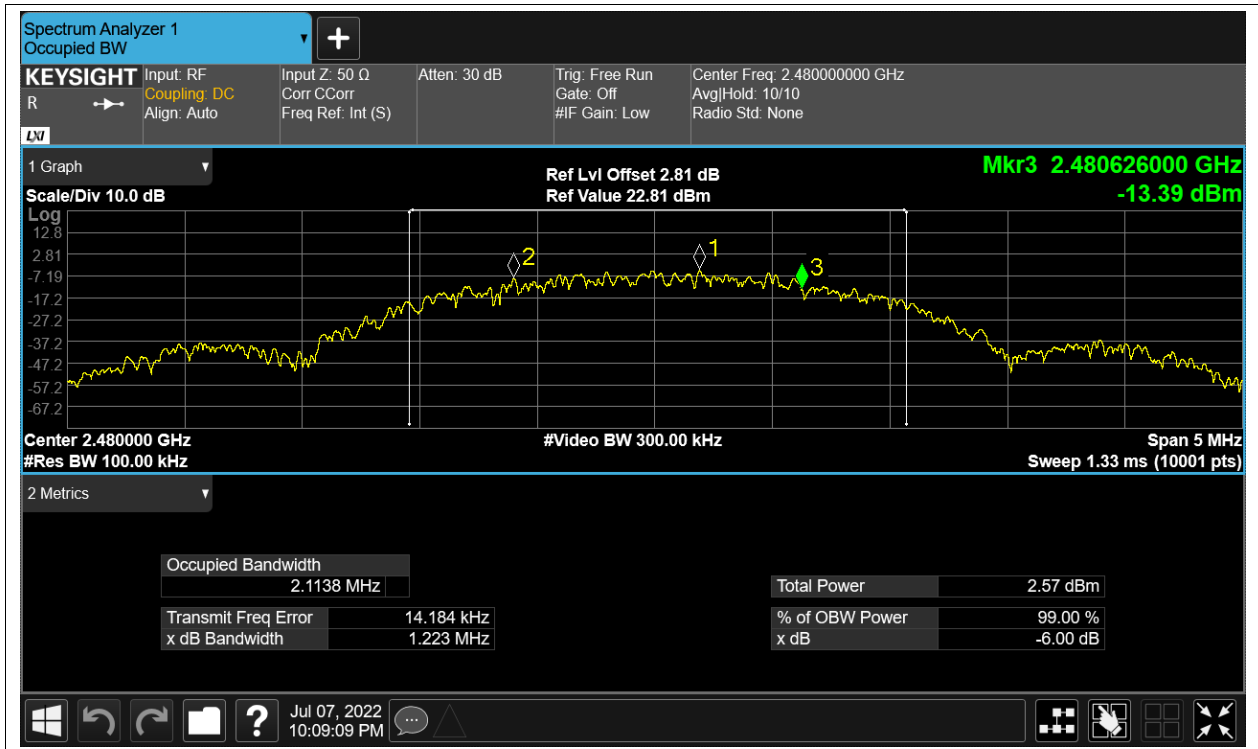 Spectrum Analyzer 1
Occupied BW
KEYSIGHT
R
LXI
Input: RF
Coupling: DC
Align: Auto
Input Z: 50 Ω
Corr CCorr
Freq Ref: Int (S)
Atten: 30 dB
Trig: Free Run
Gate: Off
#IF Gain: Low
Center Freq: 2.480000000 GHz
Avg|Hold: 10/10
Radio Std: None
1 Graph
Scale/Div 10.0 dB
Ref Lvl Offset 2.81 dB
Ref Value 22.81 dBm
Mkr3 2.480626000 GHz
-13.39 dBm
Log
12.8
2.81
-7.19
-17.2
-27.2
-37.2
-47.2
-57.2
-67.2
2
1
3
Center 2.480000 GHz
#Res BW 100.00 kHz
#Video BW 300.00 kHz
Span 5 MHz
Sweep 1.33 ms (10001 pts)
2 Metrics
Occupied Bandwidth
2.1138 MHz
Transmit Freq Error 14.184 kHz
x dB Bandwidth 1.223 MHz
Total Power 2.57 dBm
% of OBW Power 99.00 %
x dB -6.00 dB
?
Jul 07, 2022
10:09:09 PM